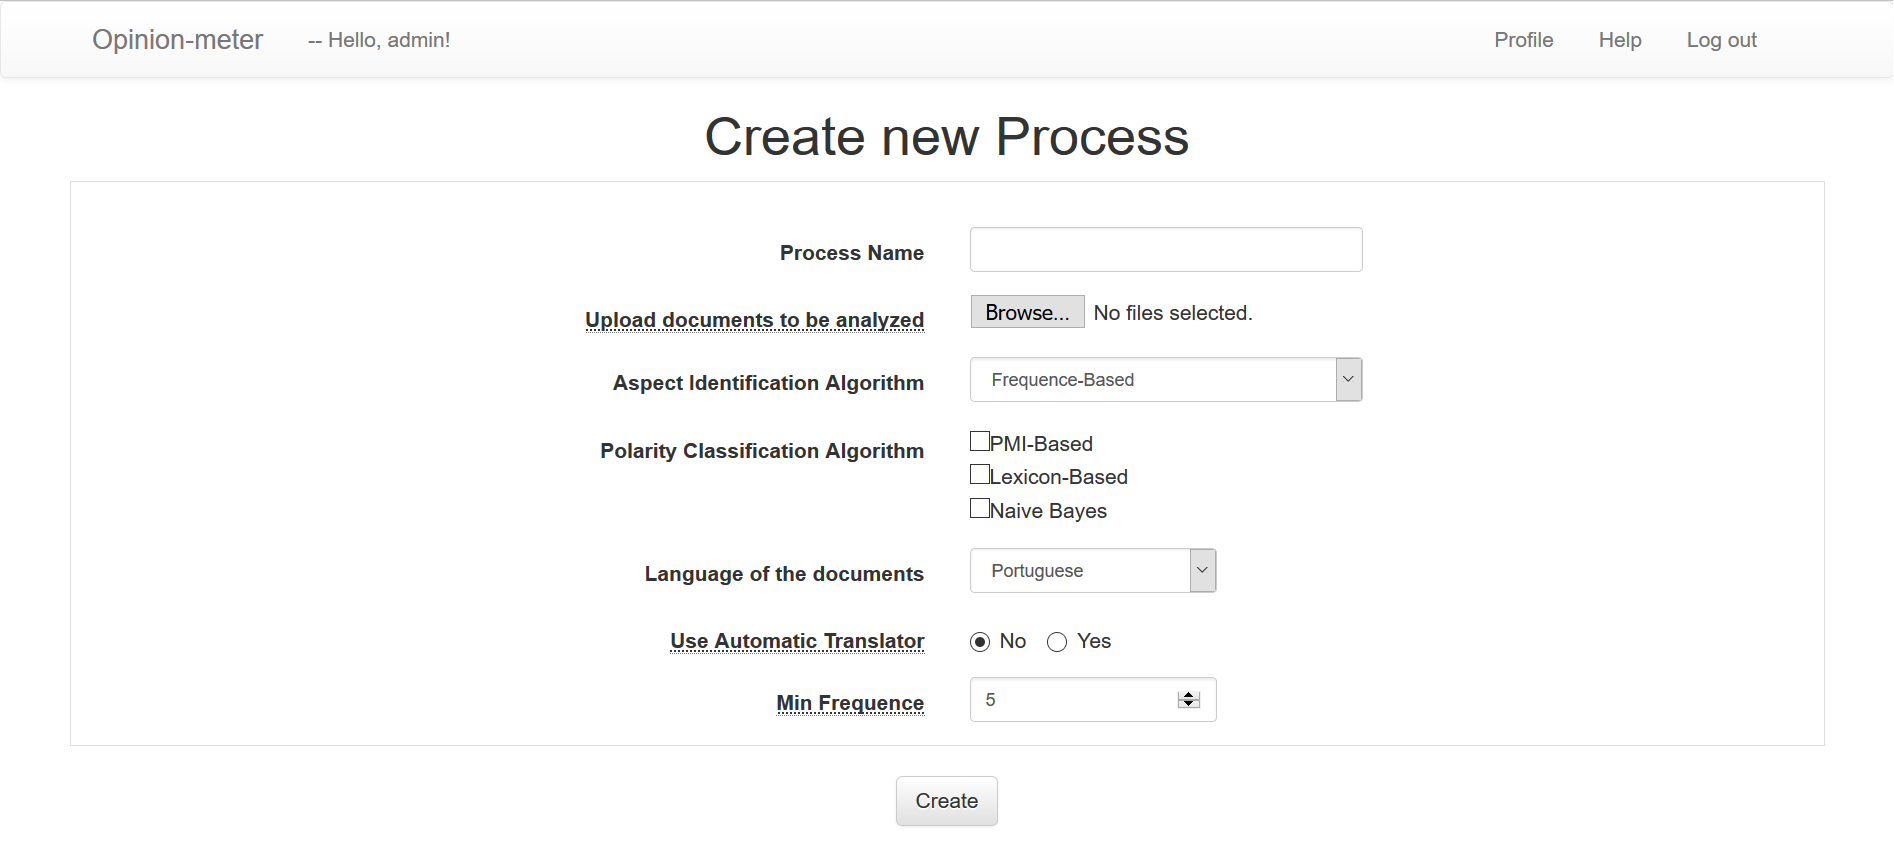 Opinion-meter -- Hello, admin! Profile Help Log out
Create new Process
Process Name
Upload documents to be analyzed Browse... No files selected.
Aspect Identification Algorithm Frequence-Based
Polarity Classification Algorithm PMI-Based
Lexicon-Based
Naive Bayes
Language of the documents Portuguese
Use Automatic Translator No Yes
Min Frequence 5
Create